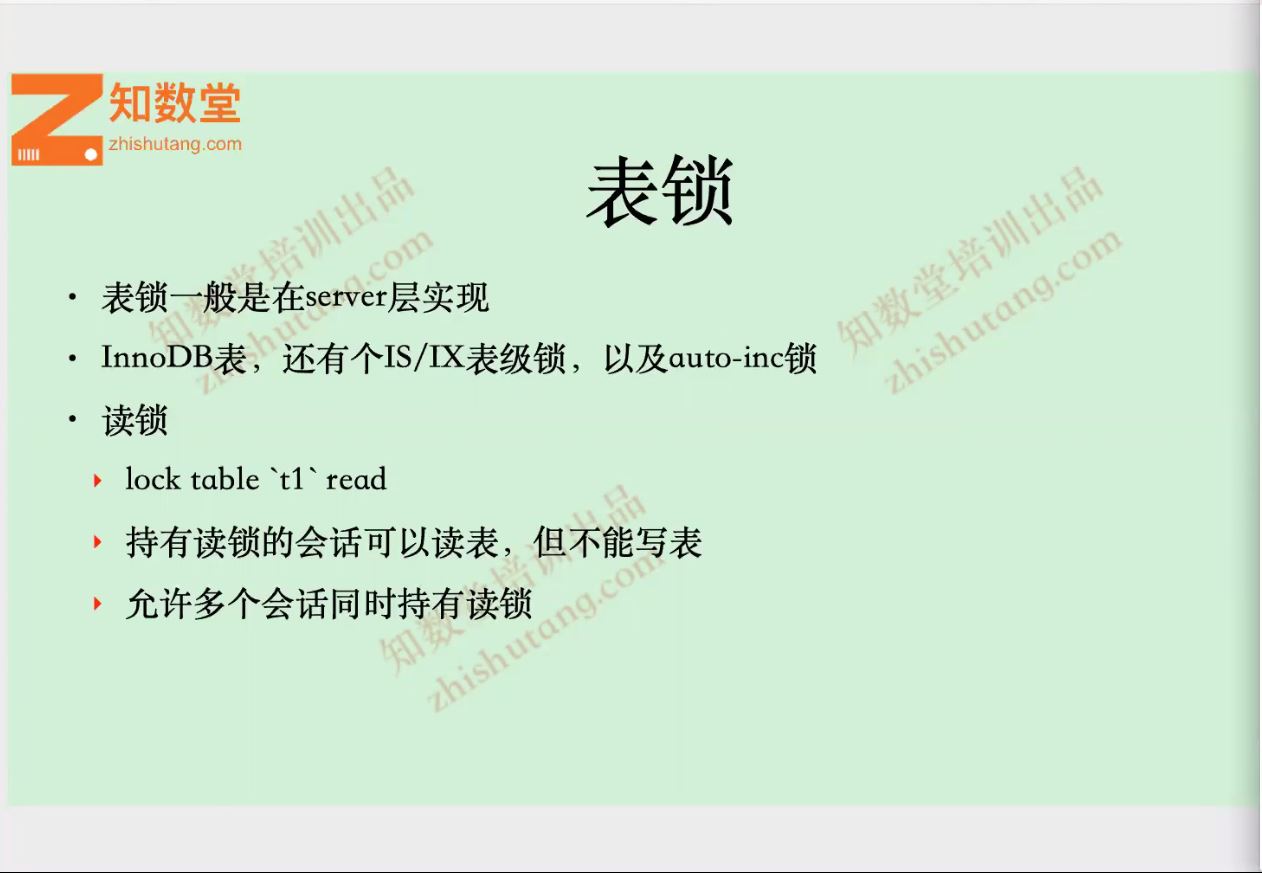 知数堂
zhishutang.com
表锁
知数堂培训出品
zhishutang.com
知数堂培训出品
zhishutang.com
• 表锁一般是在server层实现
• InnoDB表，还有个IS/IX表级锁，以及auto-inc锁
• 读锁
‣ lock table `t1` read
‣ 持有读锁的会话可以读表，但不能写表
‣ 允许多个会话同时持有读锁
知数堂培训出品
zhishutang.com